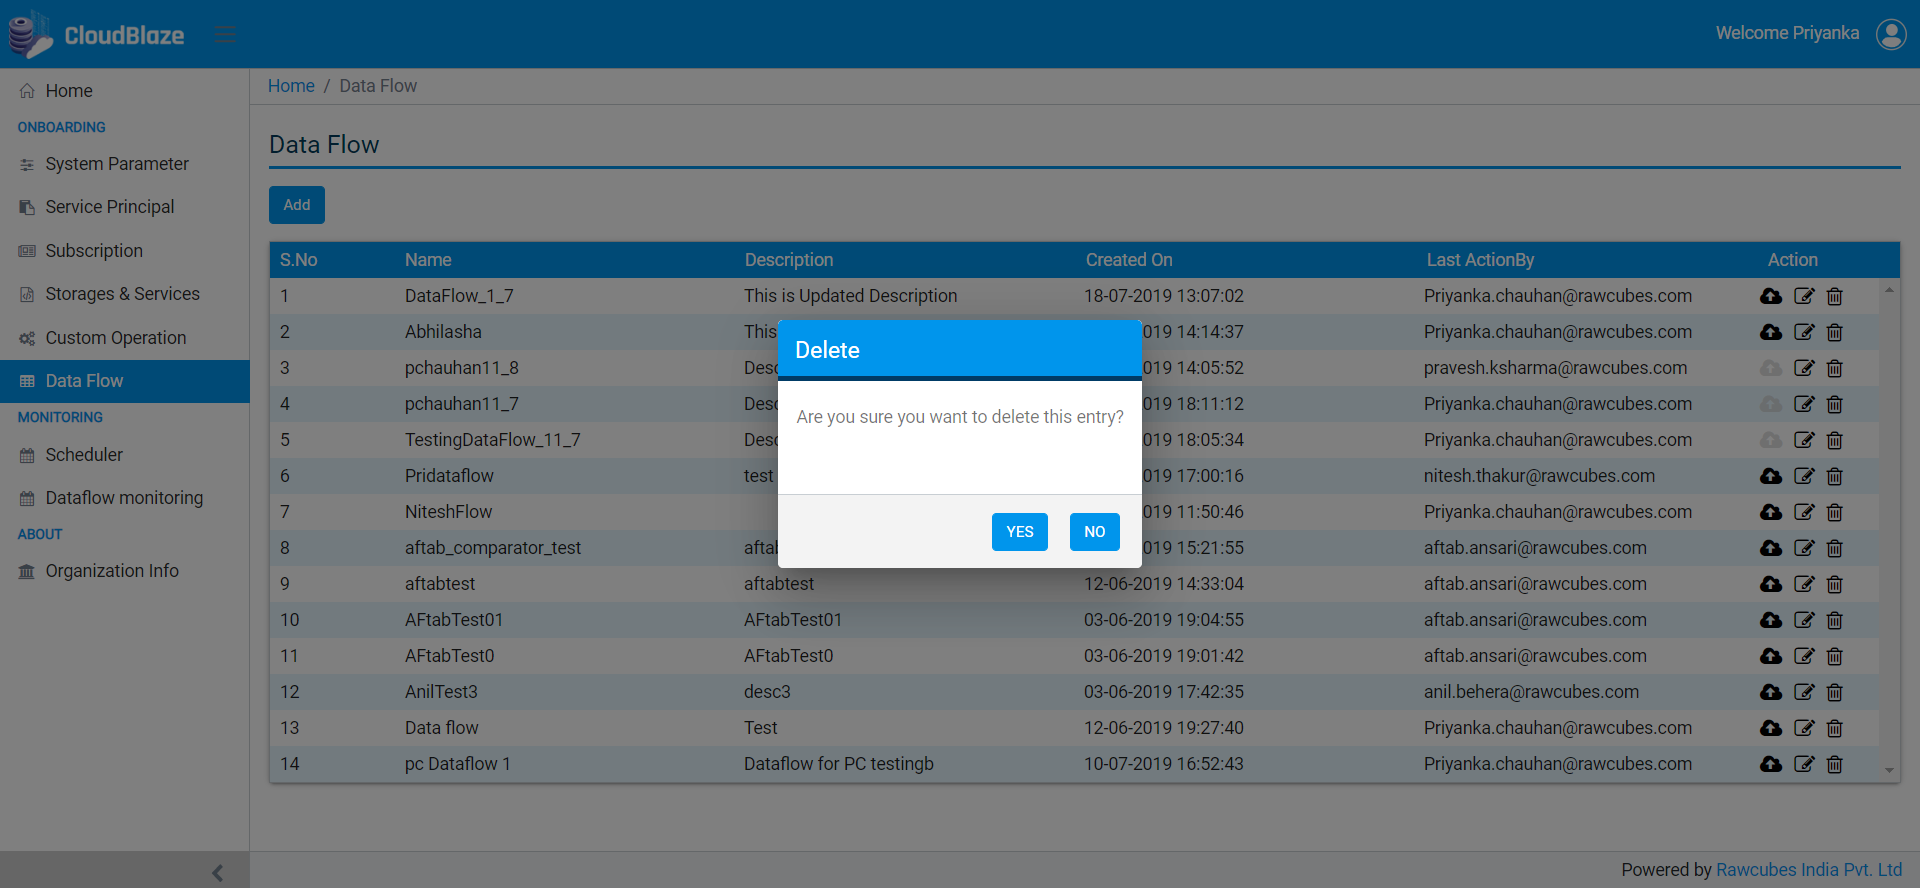 CloudBlaze
Welcome Priyanka
Home
ONBOARDING
System Parameter
Service Principal
Subscription
Storages & Services
Custom Operation
Data Flow
MONITORING
Scheduler
Dataflow monitoring
ABOUT
Organization Info
Home / Data Flow
Data Flow
Add
S.No Name Description Created On Last ActionBy Action
1 DataFlow_1_7 This is Updated Description 18-07-2019 13:07:02 Priyanka.chauhan@rawcubes.com
2 Abhilasha This 019 14:14:37 Priyanka.chauhan@rawcubes.com
3 pchauhan11_8 Desc 019 14:05:52 pravesh.ksharma@rawcubes.com
4 pchauhan11_7 Desc 019 18:11:12 Priyanka.chauhan@rawcubes.com
5 TestingDataFlow_11_7 Desc 019 18:05:34 Priyanka.chauhan@rawcubes.com
6 Pridataflow test 019 17:00:16 nitesh.thakur@rawcubes.com
7 NiteshFlow 019 11:50:46 Priyanka.chauhan@rawcubes.com
8 aftab_comparator_test aftab 019 15:21:55 aftab.ansari@rawcubes.com
9 aftabtest aftabtest 12-06-2019 14:33:04 aftab.ansari@rawcubes.com
10 AFtabTest01 AFtabTest01 03-06-2019 19:04:55 aftab.ansari@rawcubes.com
11 AFtabTest0 AFtabTest0 03-06-2019 19:01:42 aftab.ansari@rawcubes.com
12 AnilTest3 desc3 03-06-2019 17:42:35 anil.behera@rawcubes.com
13 Data flow Test 12-06-2019 19:27:40 Priyanka.chauhan@rawcubes.com
14 pc Dataflow 1 Dataflow for PC testingb 10-07-2019 16:52:43 Priyanka.chauhan@rawcubes.com
Delete
Are you sure you want to delete this entry?
YES NO
Powered by Rawcubes India Pvt. Ltd